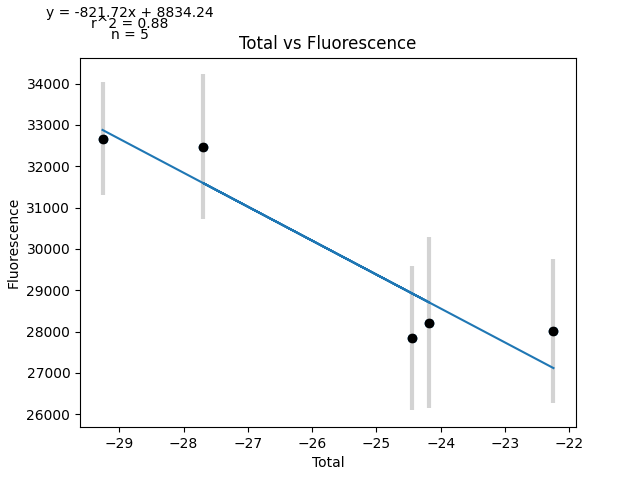 y = -821.72x + 8834.24
r^2 = 0.88
n = 5
Total vs Fluorescence
Fluorescence
34000
33000
32000
31000
30000
29000
28000
27000
26000
−29
−28
−27
−26
−25
−24
−23
−22
Total